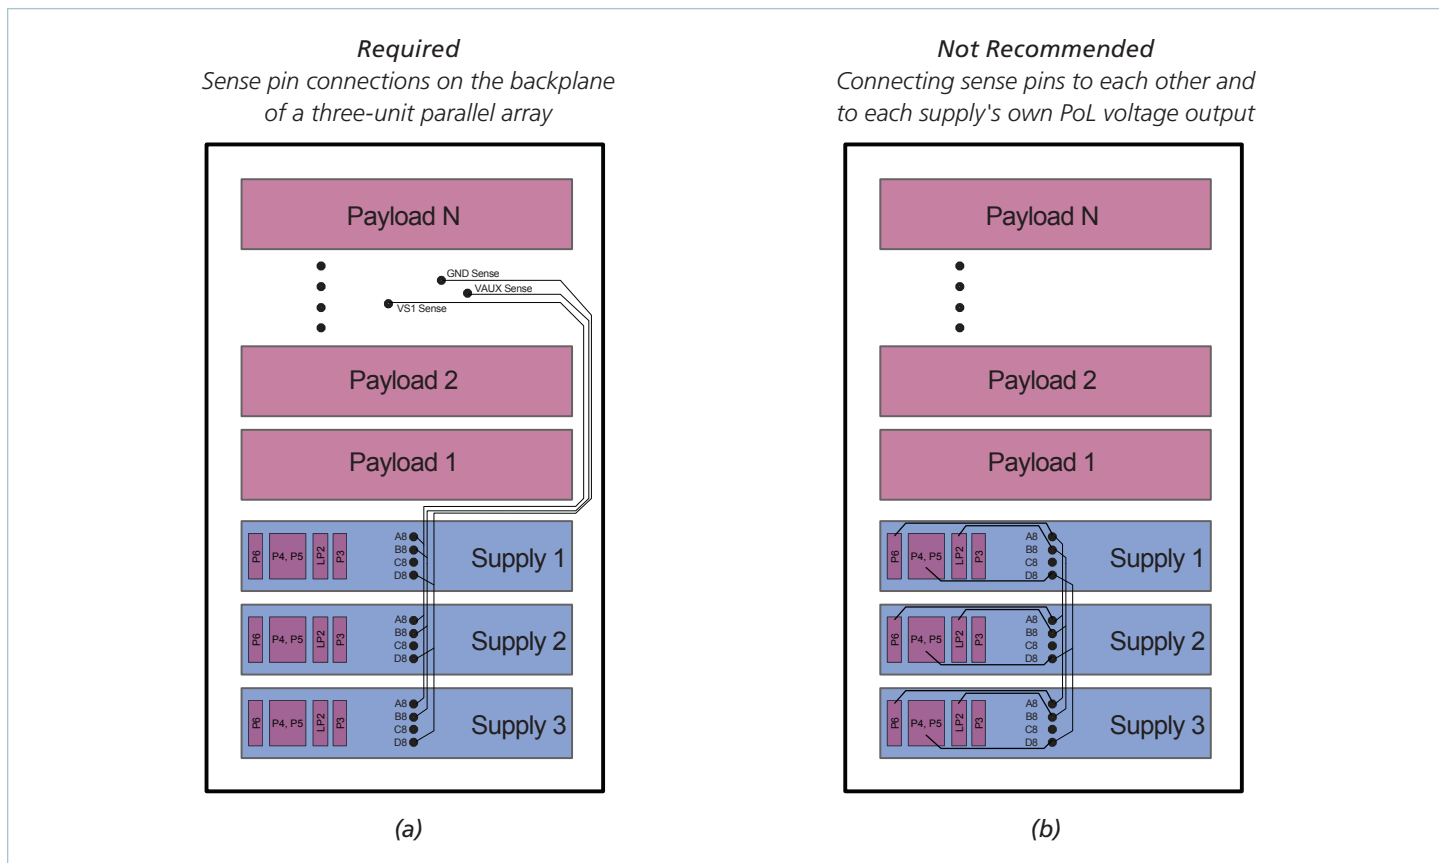 Required
Sense pin connections on the backplane
of a three-unit parallel array
Payload N
GND Sense
VAUX Sense
VS1 Sense
Payload 2
Payload 1
P6
P4, P5
LP2
P3
A8
B8
C8
D8
Supply 1
P6
P4, P5
LP2
P3
A8
B8
C8
D8
Supply 2
P6
P4, P5
LP2
P3
A8
B8
C8
D8
Supply 3
(a)
Not Recommended
Connecting sense pins to each other and
to each supply's own PoL voltage output
Payload N
Payload 2
Payload 1
P6
P4, P5
LP2
P3
A8
B8
C8
D8
Supply 1
P6
P4, P5
LP2
P3
A8
B8
C8
D8
Supply 2
P6
P4, P5
LP2
P3
A8
B8
C8
D8
Supply 3
(b)